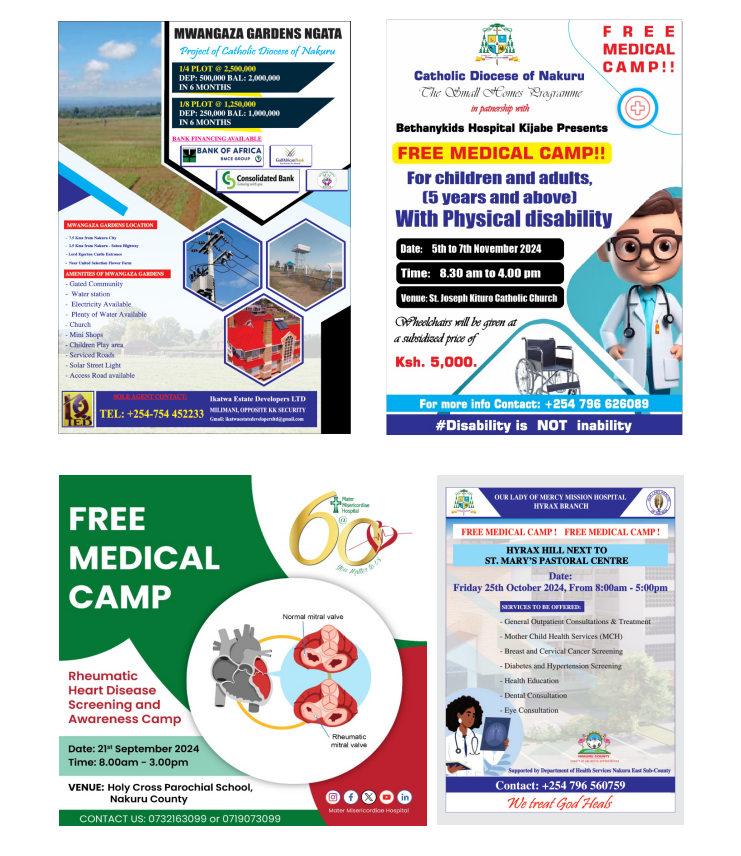 MWANGAZA GARDENS NGATA
Project of Catholic Diocese of Nakuru
1/4 PLOT @ 2,500,000
DEP: 500,000 BAL: 2,000,000
IN 6 MONTHS
1/8 PLOT @ 1,250,000
DEP: 250,000 BAL: 1,000,000
IN 6 MONTHS
BANK FINANCING AVAILABLE
BANK OF AFRICA
BMCE GROUP
Gulf African Bank
Consolidated Bank
MWANGAZA GARDENS LOCATION
- 7.5 Km from Nakuru City
- 2.5 Km from Nakuru - Sabaa Highway
- Lord Egerton Castle Entrance
- Near United Selection Flower Farm
AMENITIES OF MWANGAZA GARDENS
- Gated Community
- Water station
- Electricity Available
- Plenty of Water Available
- Church
- Mini Shops
- Children Play area
- Serviced Roads
- Solar Street Light
- Access Road available
IED
SOLE AGENT CONTACT:
TEL: +254-754 452233
Ikatwa Estate Developers LTD
MILIMANI, OPPOSITE KK SECURITY
Gmail: ikatwaestatedevelopersltd@gmail.com
FREE
MEDICAL
CAMP!!
Catholic Diocese of Nakuru
The Small Homes Programme
in patnership with
Bethanykids Hospital Kijabe Presents
FREE MEDICAL CAMP!!
For children and adults,
(5 years and above)
With Physical disability
Date: 5th to 7th November 2024
Time: 8.30 am to 4.00 pm
Venue: St. Joseph Kituro Catholic Church
Wheelchairs will be given at
a subsidized price of
Ksh. 5,000.
For more info Contact: +254 796 626089
#Disability is NOT inability
FREE
MEDICAL
CAMP
Mater
Misericordiae
Hospital
60
@
You Matter to Us
Normal mitral valve
Rheumatic
mitral valve
Rheumatic
Heart Disease
Screening and
Awareness Camp
Date: 21st September 2024
Time: 8.00am - 3.00pm
VENUE: Holy Cross Parochial School,
Nakuru County
Mater Misericordiae Hospital
CONTACT US: 0732163099 or 0719073099
OUR LADY OF MERCY MISSION HOSPITAL
HYRAX BRANCH
FREE MEDICAL CAMP ! FREE MEDICAL CAMP !
HYRAX HILL NEXT TO
ST. MARY'S PASTORAL CENTRE
Date:
Friday 25th October 2024, From 8:00am - 5:00pm
SERVICES TO BE OFFERED:
- General Outpatient Consultations & Treatment
- Mother Child Health Services (MCH)
- Breast and Cervical Cancer Screening
- Diabetes and Hypertension Screening
- Health Education
- Dental Consultation
- Eye Consultation
NAKURU COUNTY
Supported by Department of Health Services Nakuru East Sub-County
Contact: +254 796 560759
We treat God Heals